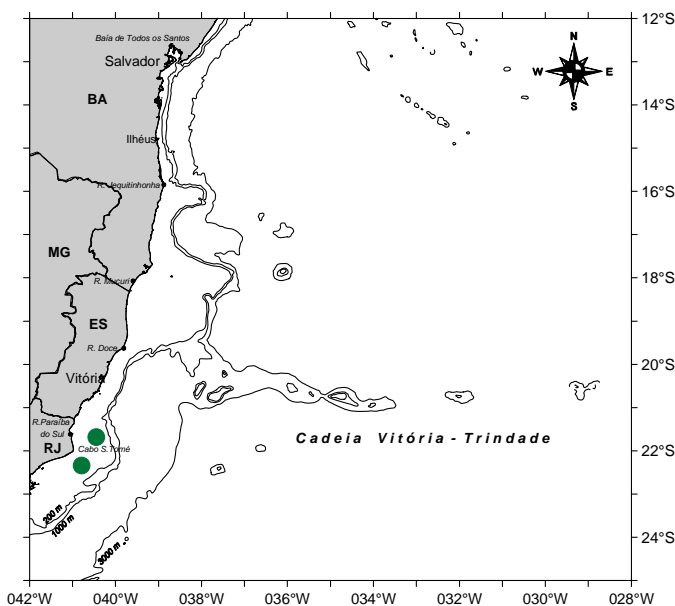 12°S
Baía de Todos os Santos
N
Salvador
W
E
S
BA
14°S
Ilhéus
R. Jequitinhonha
16°S
MG
R. Mucuri
18°S
ES
R. Doce
20°S
Vitória
R.Paraíba
do Sul
Cadeia Vitória - Trindade
RJ
Cabo S.Tomé
22°S
200 m
1000 m
3000 m
24°S
042°W
040°W
038°W
036°W
034°W
032°W
030°W
028°W